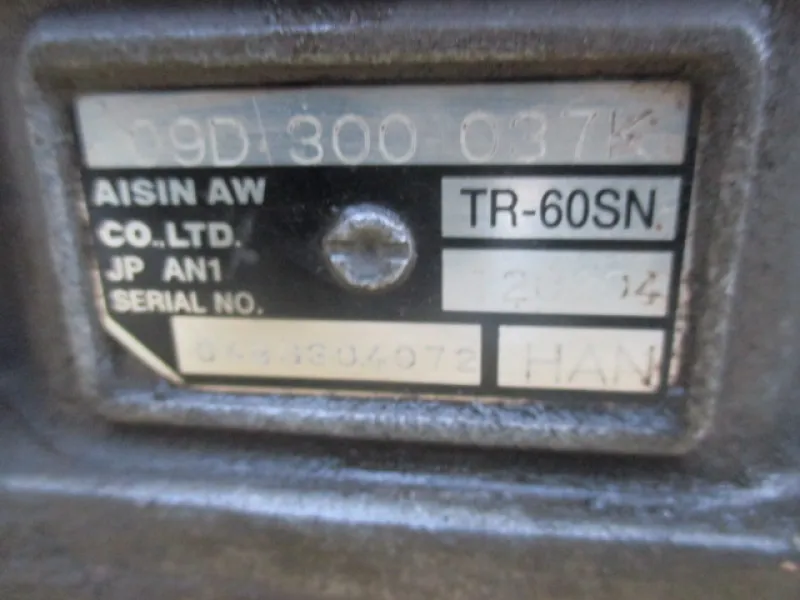 09D 300 037K
AISIN AW
CO.,LTD.
JP AN1
TR-60SN
SERIAL NO.
HAN